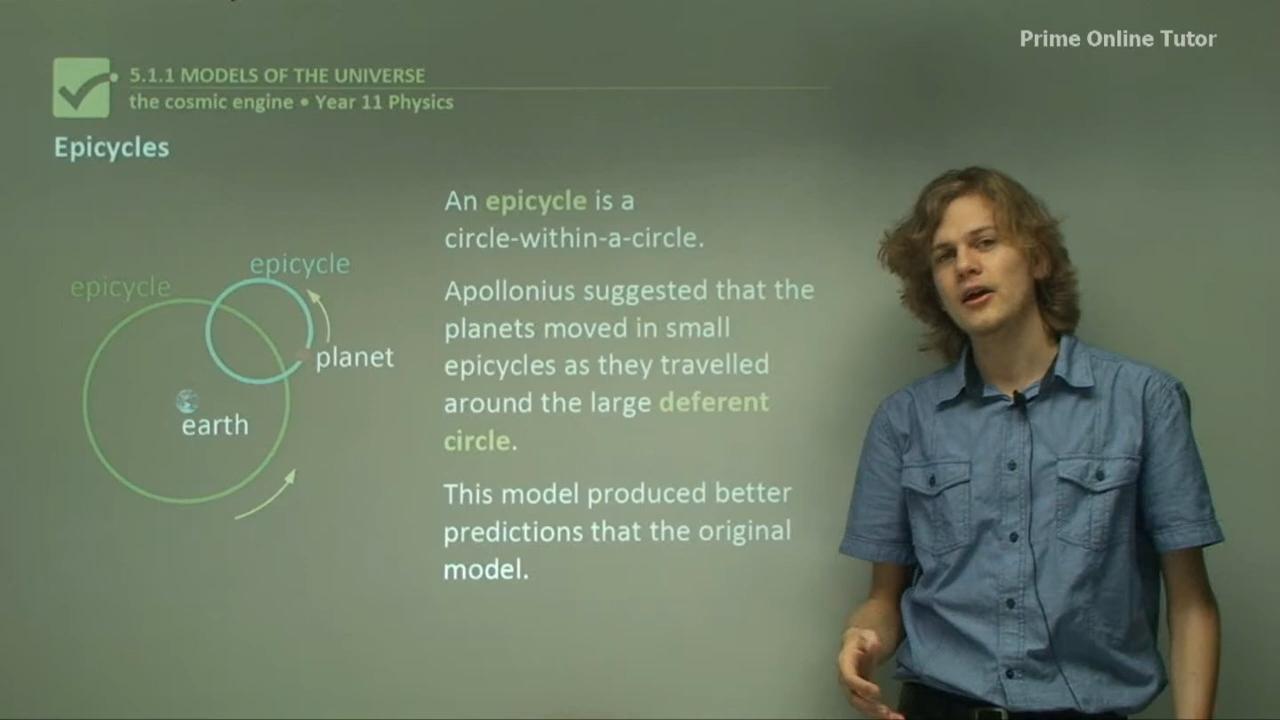 Prime Online Tutor
5.1.1 MODELS OF THE UNIVERSE
the cosmic engine • Year 11 Physics
Epicycles
epicycle
epicycle
planet
earth
An epicycle is a
circle-within-a-circle.
Apollonius suggested that the
planets moved in small
epicycles as they travelled
around the large deferent
circle.
This model produced better
predictions that the original
model.